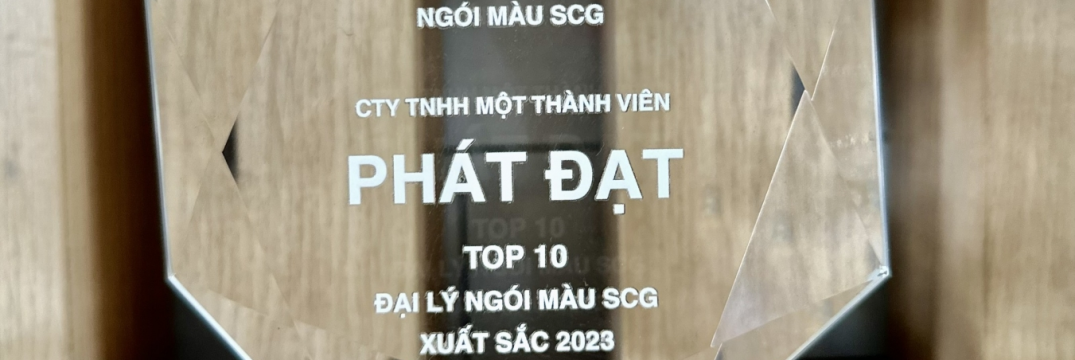 NGÓI MÀU SCG
CTY TNHH MỘT THÀNH VIÊN
PHÁT ĐẠT
TOP 10
ĐẠI LÝ NGÓI MÀU SCG
XUẤT SẮC 2023